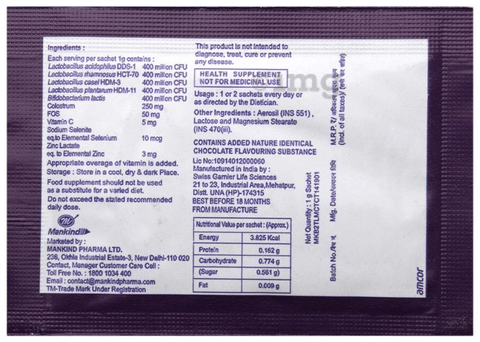 Ingredients :
Each serving per sachet 1g contains :
Lactobacillus acidophilus DDS-1 400 million CFU
Lactobacillus rhamnosus HCT-70 400 million CFU
Lactobacillus casei HDM-3 400 million CFU
Lactobacillus plantarum HDM-11 400 million CFU
Bifidobacterium lactis 400 million CFU
Colostrum 250 mg
FOS 50 mg
Vitamin C 5 mg
Sodium Selenite
eq.to Elemental Selenium 10 mcg
Zinc Lactate
eq.to Elemental Zinc 3 mg
Appropriate overage of vitamin is added.
Storage : Store in a cool, dry & dark Place.
Food supplement should not be used
as a substitute for a varied diet.
Do not exceed the stated recommended
daily dose.
Mankind
Marketed by :
MANKIND PHARMA LTD.
236, Okhla Industrial Estate-3, New Delhi-110 020
Contact, Manager Customer Care Cell :
Toll Free No. : 1800 1034 400
Email : contact@mankindpharma.com
TM-Trade Mark Under Registration
This product is not intended to
diagnose, treat, cure or prevent
any disease.
HEALTH SUPPLEMENT
NOT FOR MEDICINAL USE
Usage : 1 or 2 sachets every day or
as directed by the Dietician.
Other Ingredients : Aerosil (INS 551) ,
Lactose and Magnesium Stearate
(INS 470(iii).
CONTAINS ADDED NATURE IDENTICAL
CHOCOLATE FLAVOURING SUBSTANCE
Lic No:10914012000060
Manufactured in India by :
Swiss Garnier Life Sciences
21 to 23, Industrial Area,Mehatpur,
Distt. UNA (HP)-174315
BEST BEFORE 18 MONTHS
FROM MANUFACTURE
Nutritional Value per sachet : (Approx.)
Energy 3.825 Kcal
Protein 0.162 g
Carbohydrate 0.774 g
(Sugar 0.561 g)
Fat 0.009 g
Net Quantity : 1 g Sachet
MKB2TLMCTCT141001
Batch No./बैच नं. Mfg. Date/उत्पादन तिथि M.R.P. ₹/
(Incl. of all taxes)/
amcor